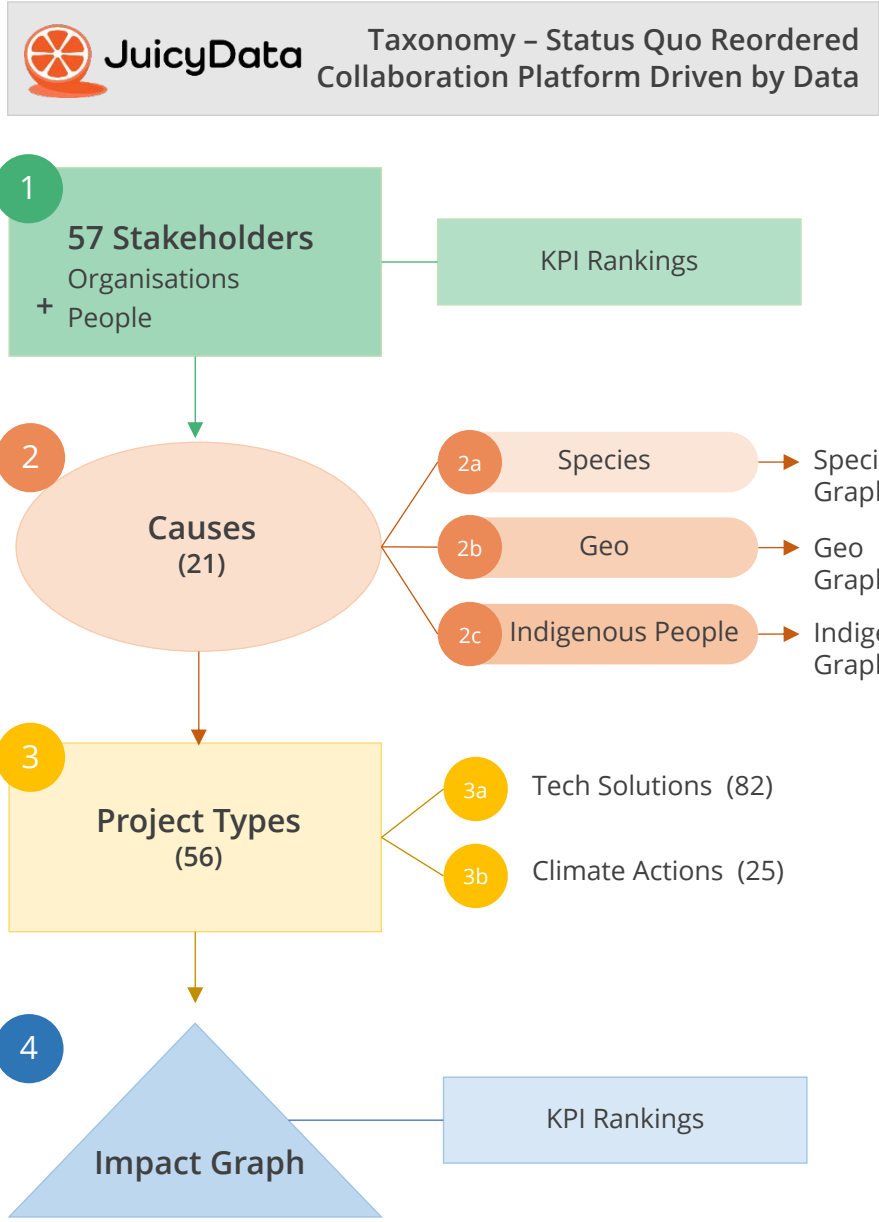 JuicyData
Taxonomy – Status Quo Reordered
Collaboration Platform Driven by Data
1
57 Stakeholders
Organisations
+
People
KPI Rankings
2
Causes
(21)
2a
Species
2b
Geo
Geo
2c
Indigenous People
3
Project Types
(56)
3a
Tech Solutions (82)
3b
Climate Actions (25)
4
Impact Graph
KPI Rankings